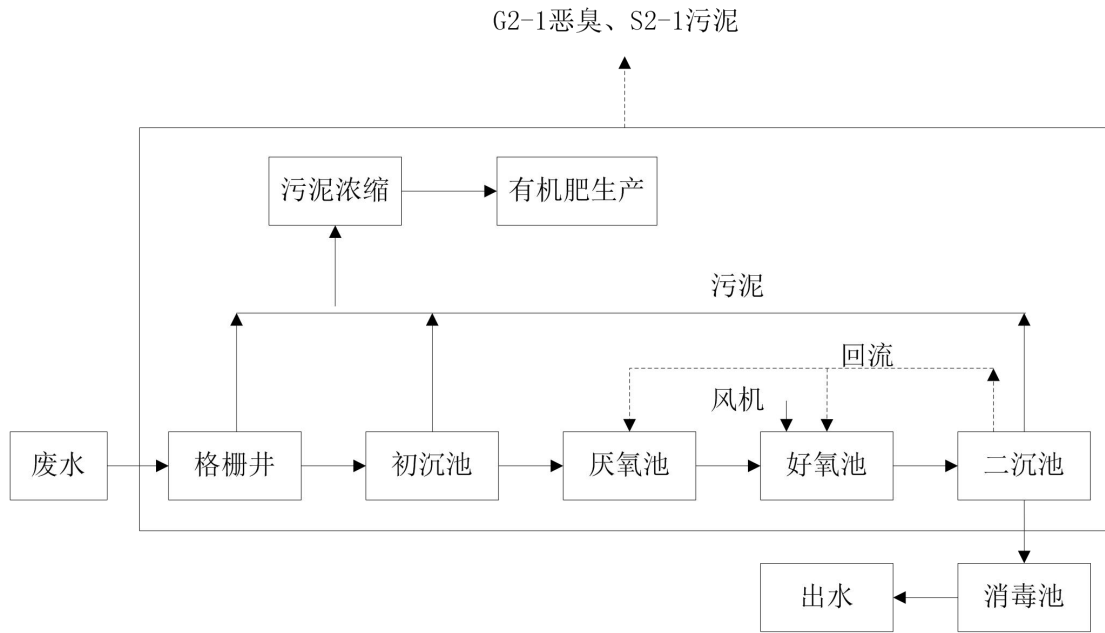 G2-1恶臭、S2-1污泥
污泥浓缩
有机肥生产
污泥
回流
风机
废水
格栅井
初沉池
厌氧池
好氧池
二沉池
出水
消毒池